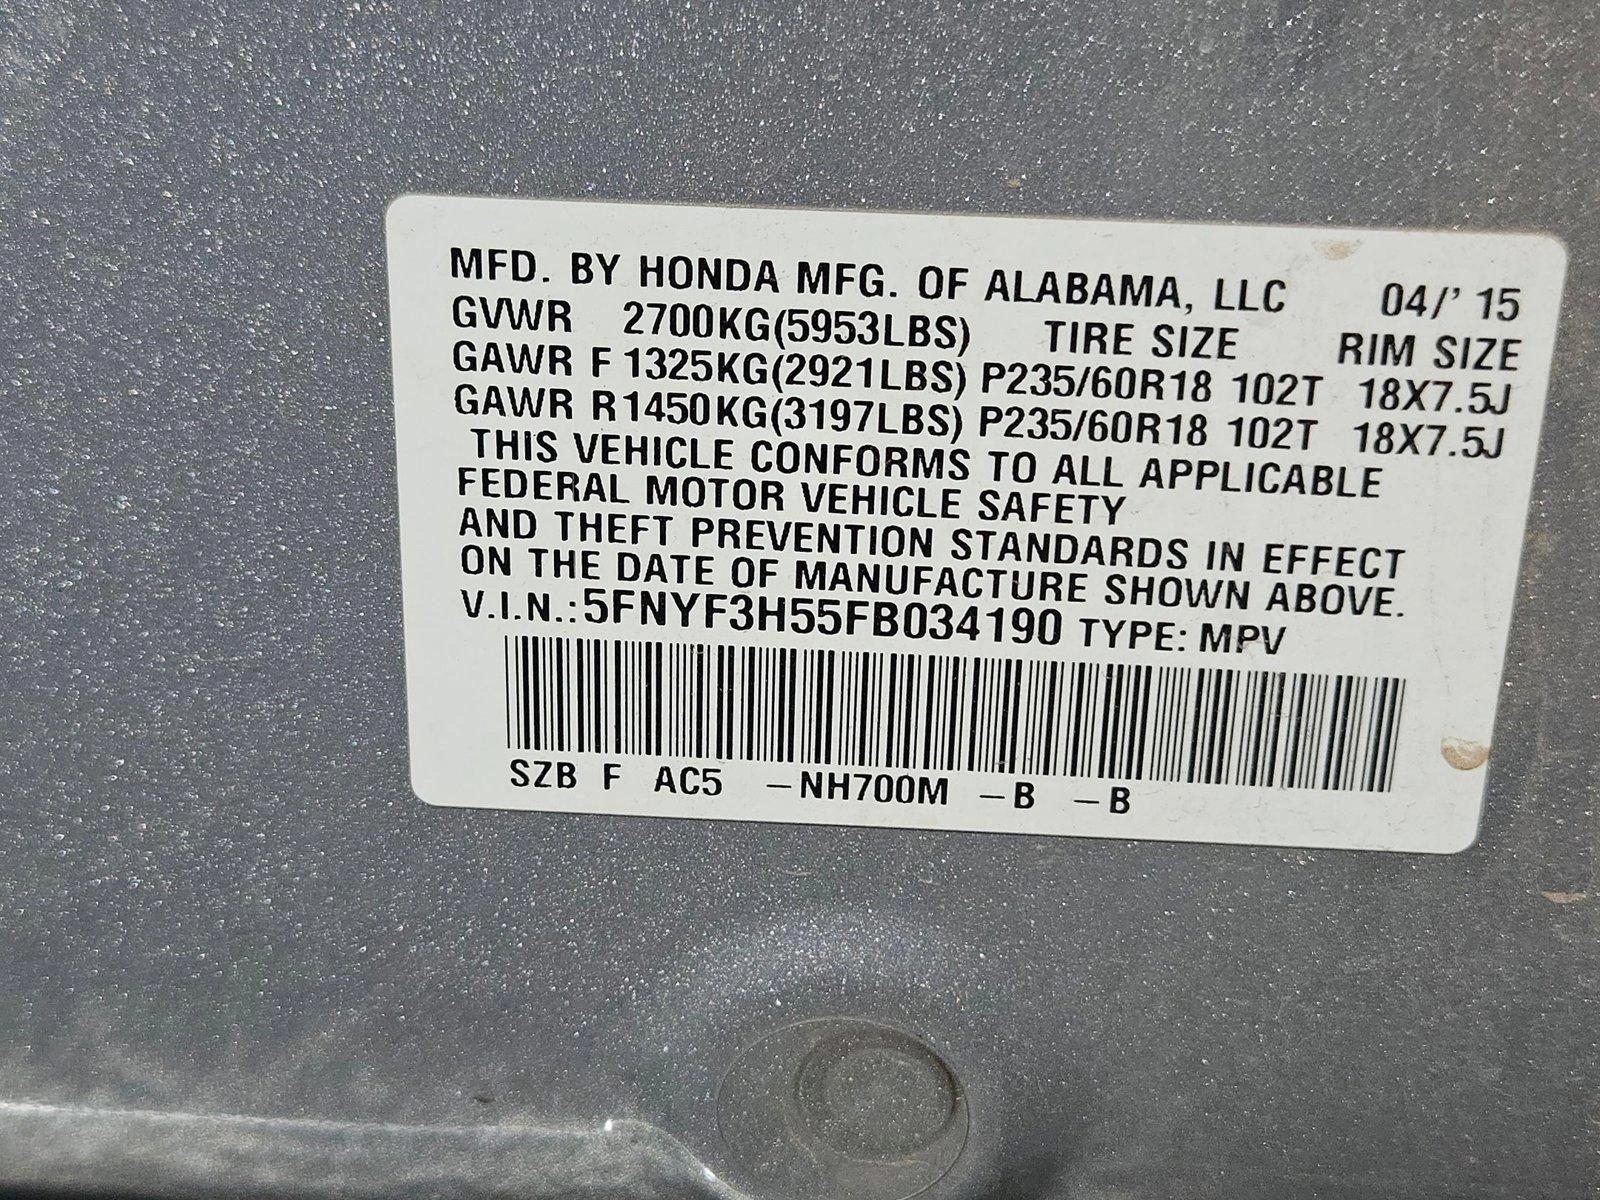 MFD. BY HONDA MFG. OF ALABAMA, LLC 04/' 15
GVWR 2700KG(5953LBS) TIRE SIZE RIM SIZE
GAWR F 1325KG(2921LBS) P235/60R18 102T 18X7.5J
GAWR R1450KG(3197LBS) P235/60R18 102T 18X7.5J
THIS VEHICLE CONFORMS TO ALL APPLICABLE
FEDERAL MOTOR VEHICLE SAFETY
AND THEFT PREVENTION STANDARDS IN EFFECT
ON THE DATE OF MANUFACTURE SHOWN ABOVE.
V.I.N.:5FNYF3H55FB034190 TYPE: MPV
SZB F AC5 -NH700M -B -B